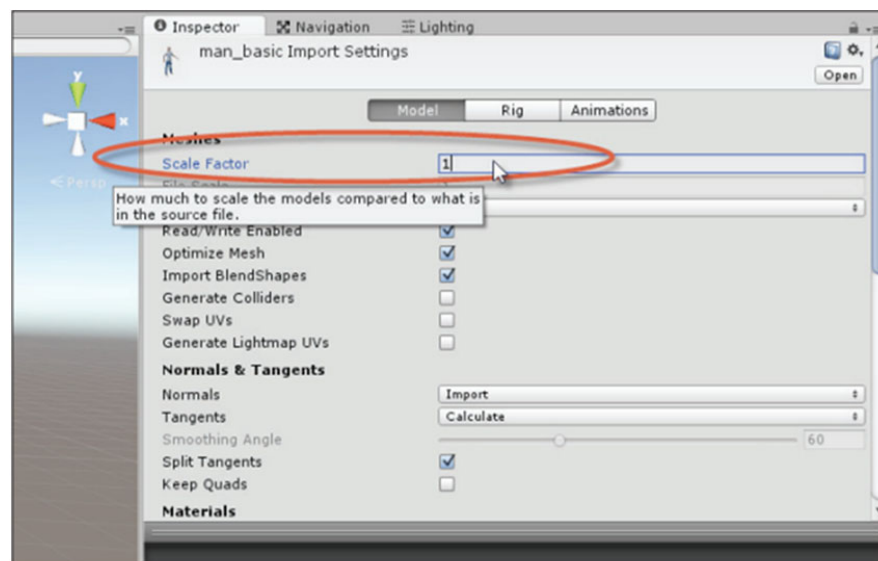 Inspector Navigation Lighting
man_basic Import Settings
Open
Model Rig Animations
y
x
Meshes
Scale Factor 1
< Persp
File Scale
How much to scale the models compared to what is
in the source file.
Read/Write Enabled
Optimize Mesh
Import BlendShapes
Generate Colliders
Swap UVs
Generate Lightmap UVs
Normals & Tangents
Normals Import
Tangents Calculate
Smoothing Angle 60
Split Tangents
Keep Quads
Materials